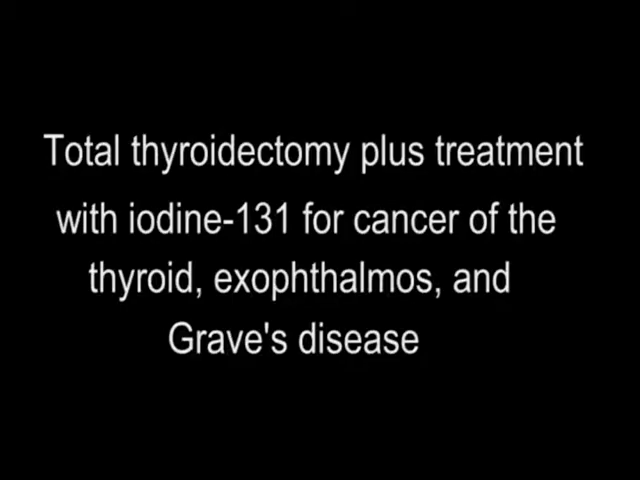 Total thyroidectomy plus treatment
with iodine-131 for cancer of the
thyroid, exophthalmos, and
Grave's disease